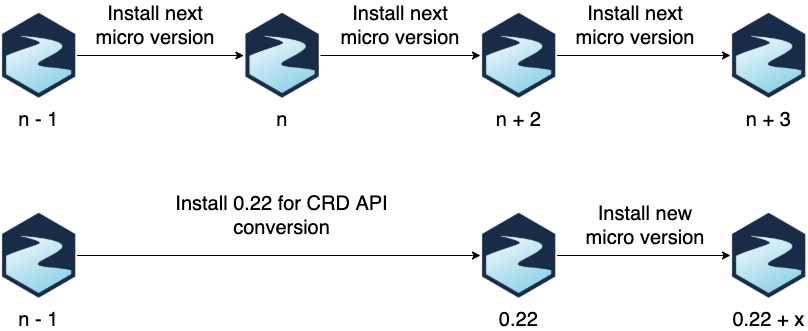 Install next
micro version
Install next
micro version
Install next
micro version
n - 1
n
n + 2
n + 3
Install 0.22 for CRD API
conversion
Install new
micro version
n - 1
0.22
0.22 + x